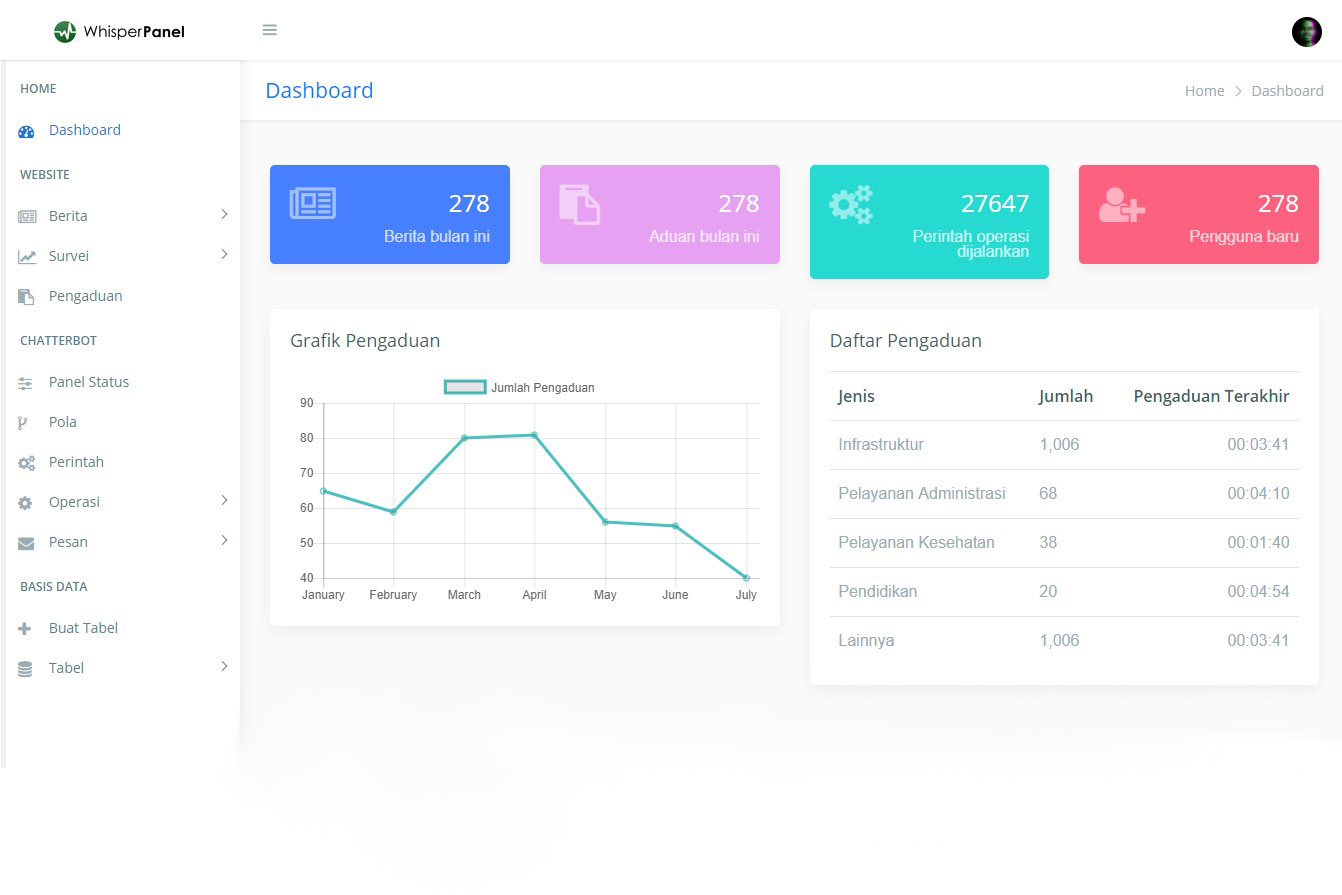 WhisperPanel
HOME
Dashboard
WEBSITE
Berita
Survei
Pengaduan
CHATTERBOT
Panel Status
Pola
Perintah
Operasi
Pesan
BASIS DATA
Buat Tabel
Tabel
Dashboard
Home Dashboard
278
Berita bulan ini
278
Aduan bulan ini
27647
Perintah operasi
dijalankan
278
Pengguna baru
Grafik Pengaduan
Jumlah Pengaduan
90
80
70
60
50
40
January February March April May June July
Daftar Pengaduan
Jenis Jumlah Pengaduan Terakhir
Infrastruktur 1,006 00:03:41
Pelayanan Administrasi 68 00:04:10
Pelayanan Kesehatan 38 00:01:40
Pendidikan 20 00:04:54
Lainnya 1,006 00:03:41